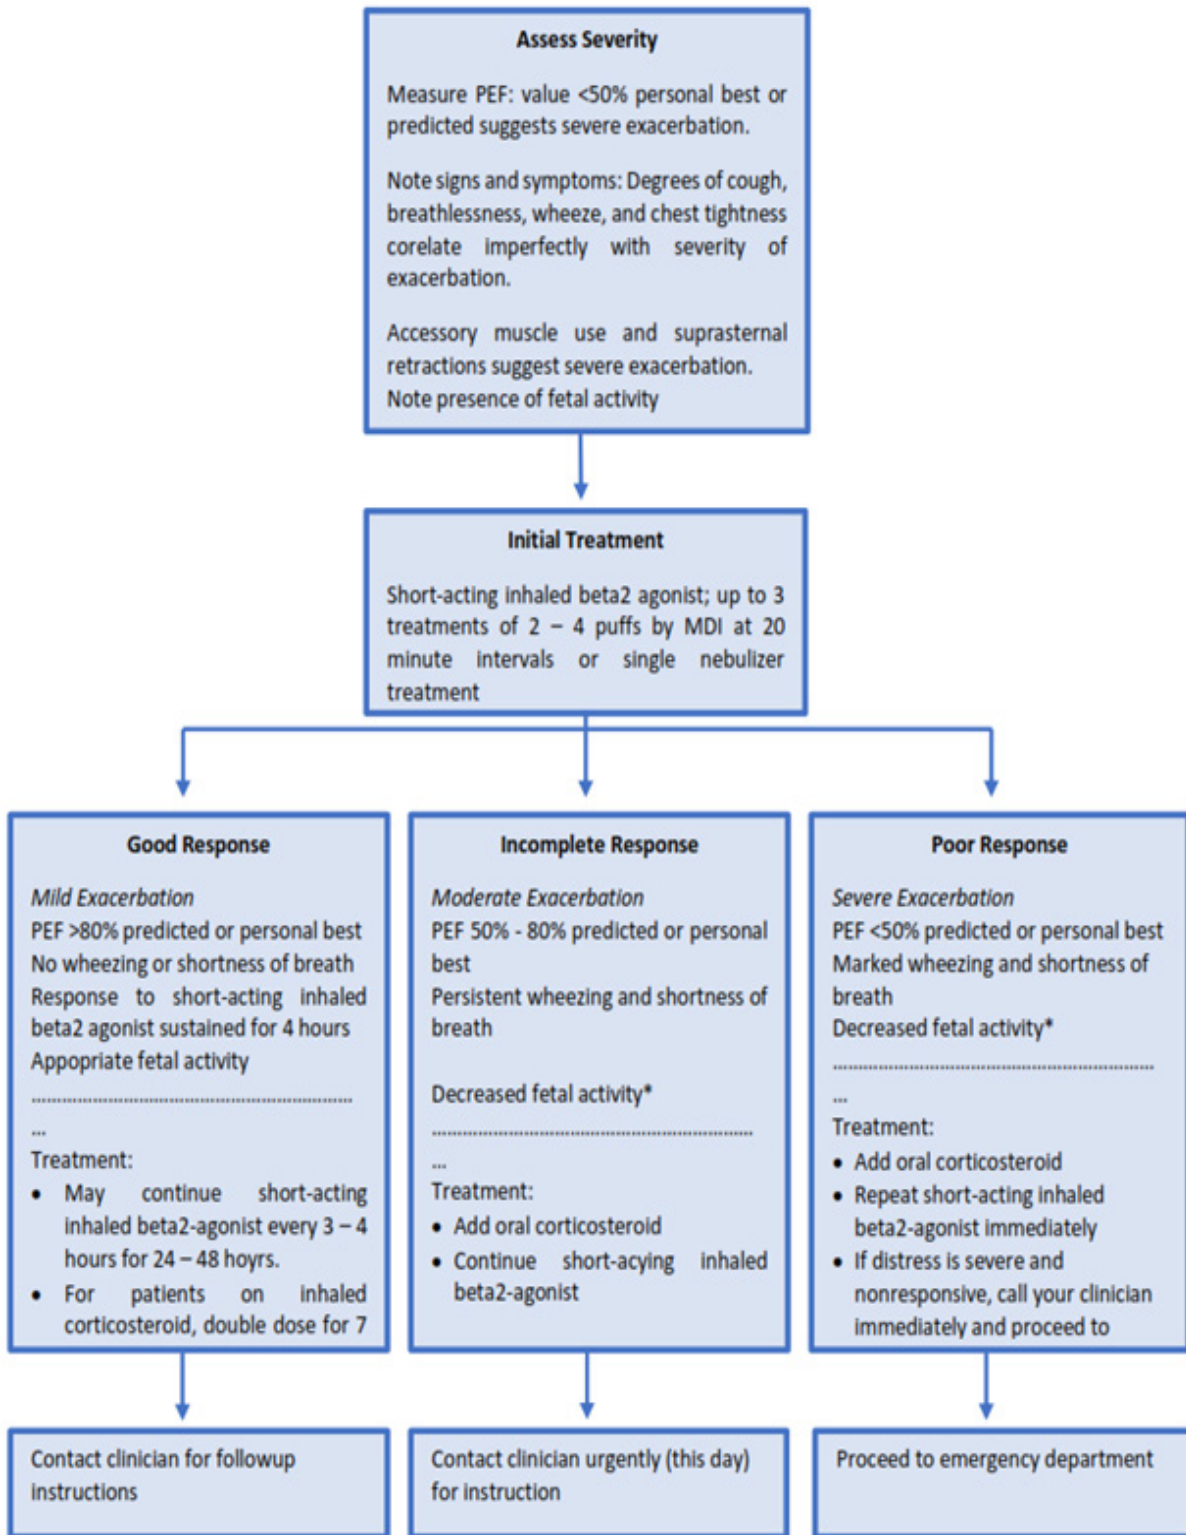 Assess Severity
Measure PEF: value <50% personal best or
predicted suggests severe exacerbation.
Note signs and symptoms: Degrees of cough,
breathlessness, wheeze, and chest tightness
corelate imperfectly with severity of
exacerbation.
Accessory muscle use and suprasternal
retractions suggest severe exacerbation.
Note presence of fetal activity
Initial Treatment
Short-acting inhaled beta2 agonist; up to 3
treatments of 2 – 4 puffs by MDI at 20
minute intervals or single nebulizer
treatment
Good Response
Mild Exacerbation
PEF >80% predicted or personal best
No wheezing or shortness of breath
Response to short-acting inhaled
beta2 agonist sustained for 4 hours
Appopriate fetal activity
...............................................................
...
Treatment:
• May continue short-acting
inhaled beta2-agonist every 3 – 4
hours for 24 – 48 hoyrs.
• For patients on inhaled
corticosteroid, double dose for 7
Incomplete Response
Moderate Exacerbation
PEF 50% - 80% predicted or personal
best
Persistent wheezing and shortness of
breath
Decreased fetal activity*
...............................................................
...
Treatment:
• Add oral corticosteroid
• Continue short-acying inhaled
beta2-agonist
Poor Response
Severe Exacerbation
PEF <50% predicted or personal best
Marked wheezing and shortness of
breath
Decreased fetal activity*
...............................................................
...
Treatment:
• Add oral corticosteroid
• Repeat short-acting inhaled
beta2-agonist immediately
• If distress is severe and
nonresponsive, call your clinician
immediately and proceed to
Contact clinician for followup
instructions
Contact clinician urgently (this day)
for instruction
Proceed to emergency department